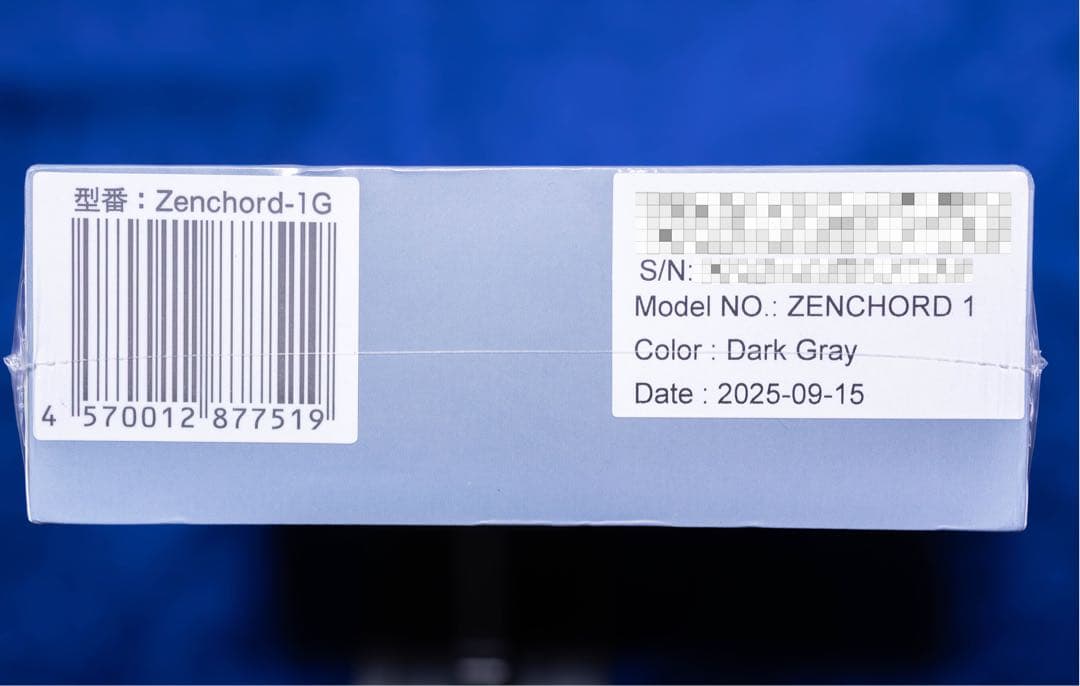 型番：Zenchord-1G
4 570012 877519
S/N:
Model NO.: ZENCHORD 1
Color : Dark Gray
Date : 2025-09-15